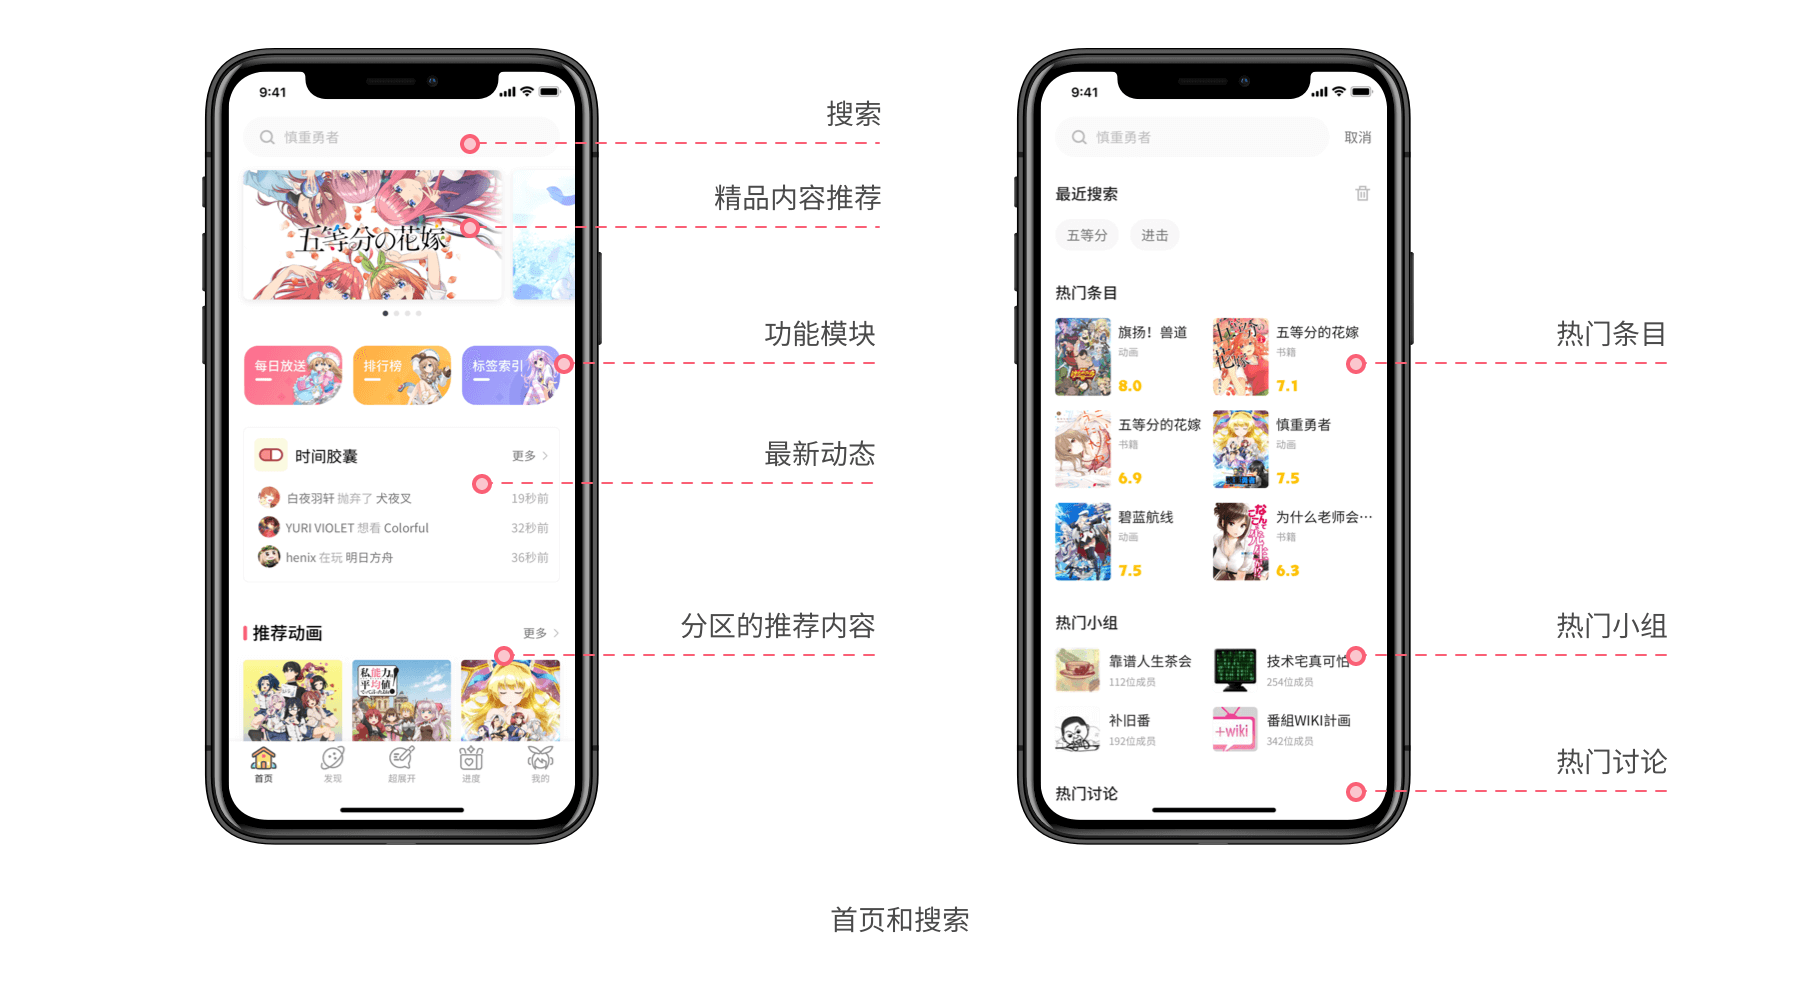 9:41
慎重勇者
五等分の花嫁
每日放送
排行榜
标签索引
时间胶囊
更多
白夜羽轩 抛弃了 犬夜叉
19秒前
YURI VIOLET 想看 Colorful
32秒前
henix 在玩 明日方舟
36秒前
推荐动画
更多
私、能力は
平均値!
首页
发现
超展开
进度
我的
搜索
精品内容推荐
功能模块
最新动态
分区的推荐内容
9:41
慎重勇者
取消
最近搜索
五等分
进击
热门条目
旗扬！兽道
动画
8.0
五等分的花嫁
书籍
7.1
五等分的花嫁
书籍
6.9
慎重勇者
动画
7.5
碧蓝航线
动画
7.5
为什么老师会…
书籍
6.3
热门小组
靠谱人生茶会
112位成员
技术宅真可怕
254位成员
补旧番
192位成员
+wiki
番組WIKI計画
342位成员
热门讨论
热门条目
热门小组
热门讨论
首页和搜索